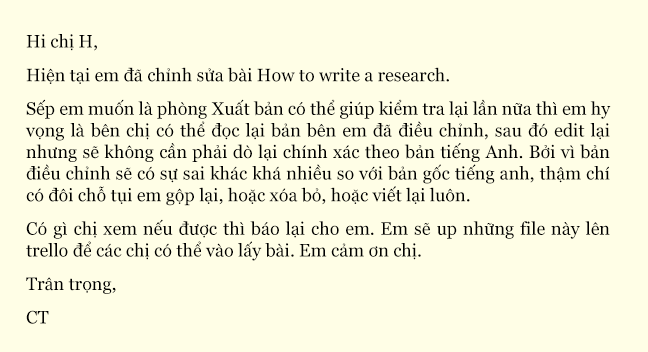 Hi chị H,
Hiện tại em đã chỉnh sửa bài How to write a research.
Sếp em muốn là phòng Xuất bản có thể giúp kiểm tra lại lần nữa thì em hy
vọng là bên chị có thể đọc lại bản bên em đã điều chỉnh, sau đó edit lại
nhưng sẽ không cần phải dò lại chính xác theo bản tiếng Anh. Bởi vì bản
điều chỉnh sẽ có sự sai khác khá nhiều so với bản gốc tiếng anh, thậm chí
có đôi chỗ tụi em gộp lại, hoặc xóa bỏ, hoặc viết lại luôn.
Có gì chị xem nếu được thì báo lại cho em. Em sẽ up những file này lên
trello để các chị có thể vào lấy bài. Em cảm ơn chị.
Trân trọng,
CT